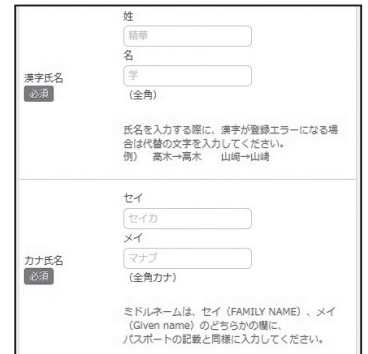 姓
精華
名
学
漢字氏名
必須
(全角)
氏名を入力する際に、漢字が登録エラーになる場
合は代替の文字を入力してください。
例） 髙木→高木 山﨑→山崎
セイ
セイカ
メイ
マナブ
カナ氏名
必須
(全角カナ)
ミドルネームは、セイ（FAMILY NAME）、メイ
（Given name）のどちらかの欄に、
パスポートの記載と同様に入力してください。